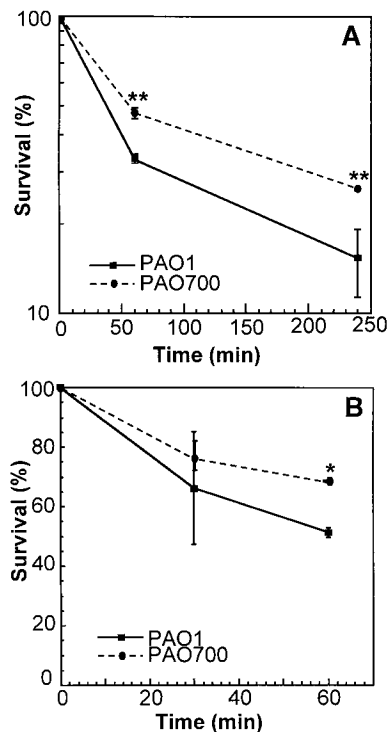 A
100
10
Survival (%)
**
**
PAO1
PAO700
0 50 100 150 200 250
Time (min)
B
100
80
60
40
20
0
Survival (%)
*
PAO1
PAO700
0 20 40 60
Time (min)